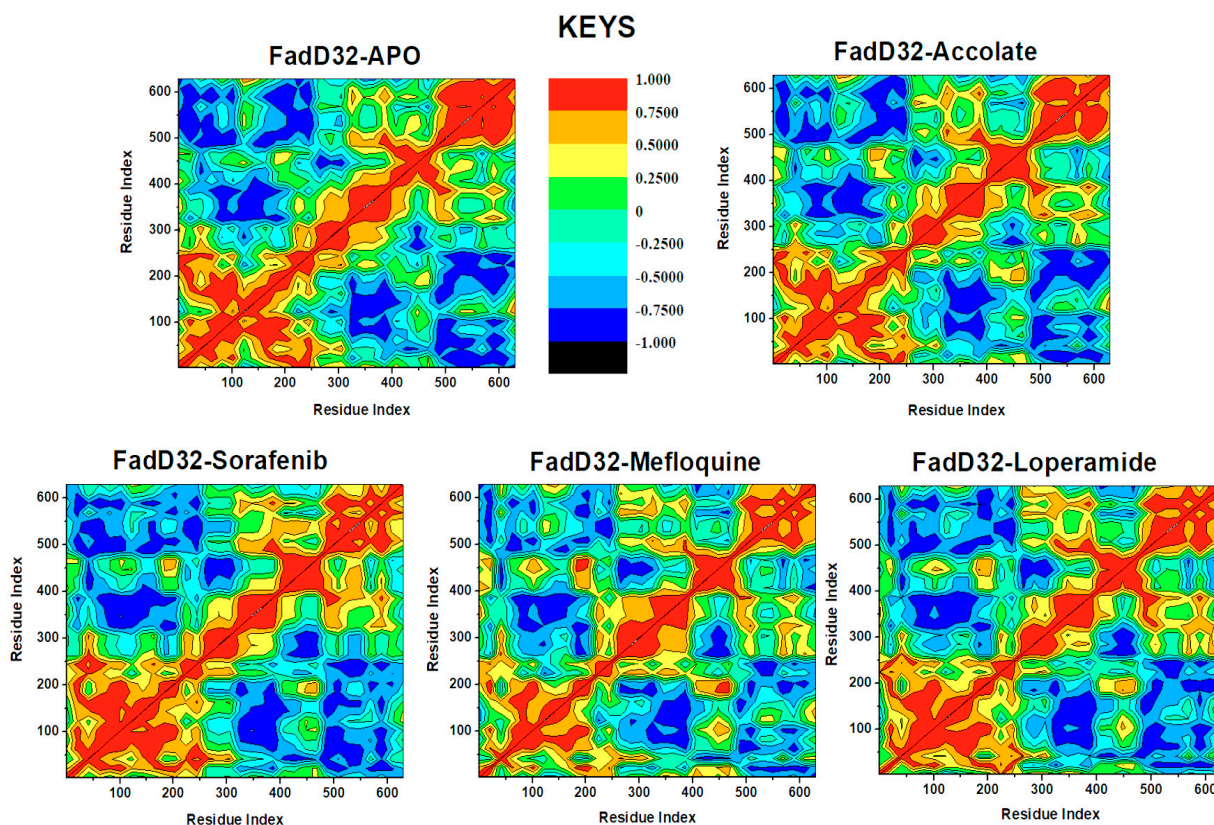 KEYS
FadD32-APO
FadD32-Accolate
600
500
400
300
200
100
Residue Index
100 200 300 400 500 600
Residue Index
1.000
0.7500
0.5000
0.2500
0
-0.2500
-0.5000
-0.7500
-1.000
600
500
400
300
200
100
Residue Index
100 200 300 400 500 600
Residue Index
FadD32-Sorafenib
FadD32-Mefloquine
FadD32-Loperamide
600
500
400
300
200
100
Residue Index
100 200 300 400 500 600
Residue Index
600
500
400
300
200
100
Residue Index
100 200 300 400 500 600
Residue Index
600
500
400
300
200
100
Residue Index
100 200 300 400 500 600
Residue Index